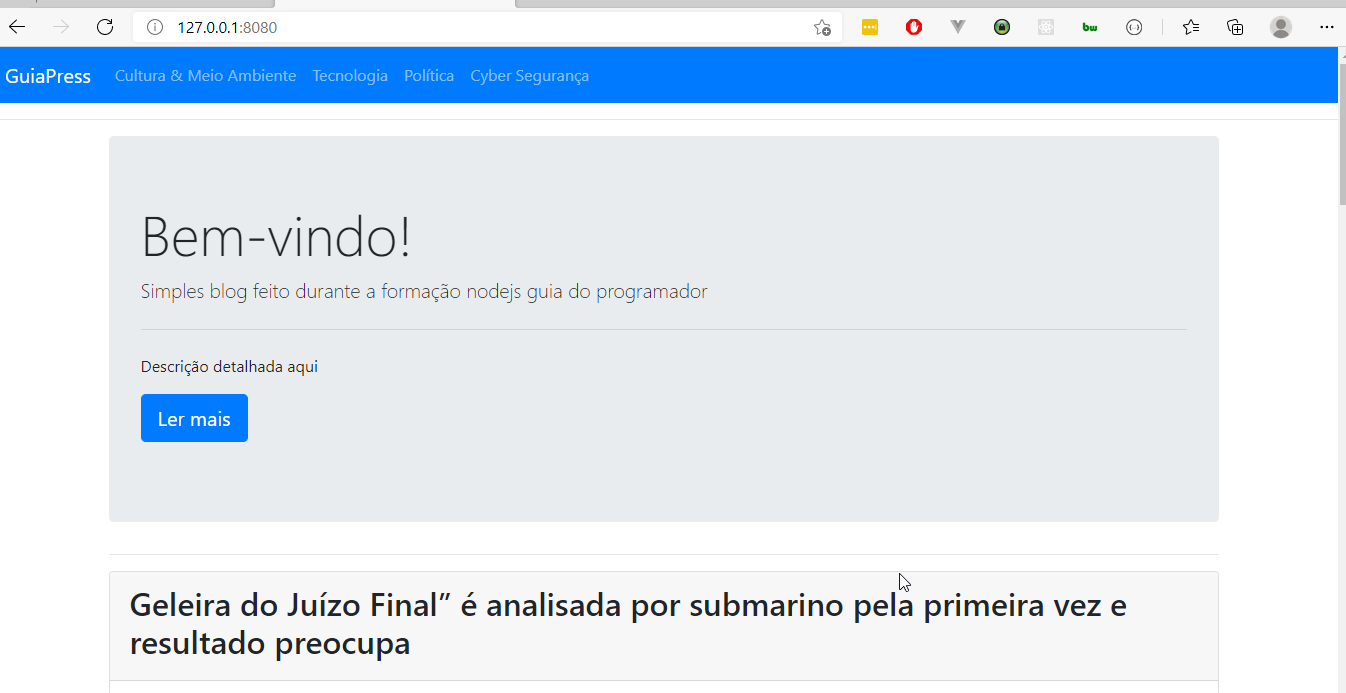 127.0.0.1:8080
bw
GuiaPress Cultura & Meio Ambiente Tecnologia Política Cyber Segurança
Bem-vindo!
Simples blog feito durante a formação nodejs guia do programador
Descrição detalhada aqui
Ler mais
Geleira do Juízo Final” é analisada por submarino pela primeira vez e
resultado preocupa